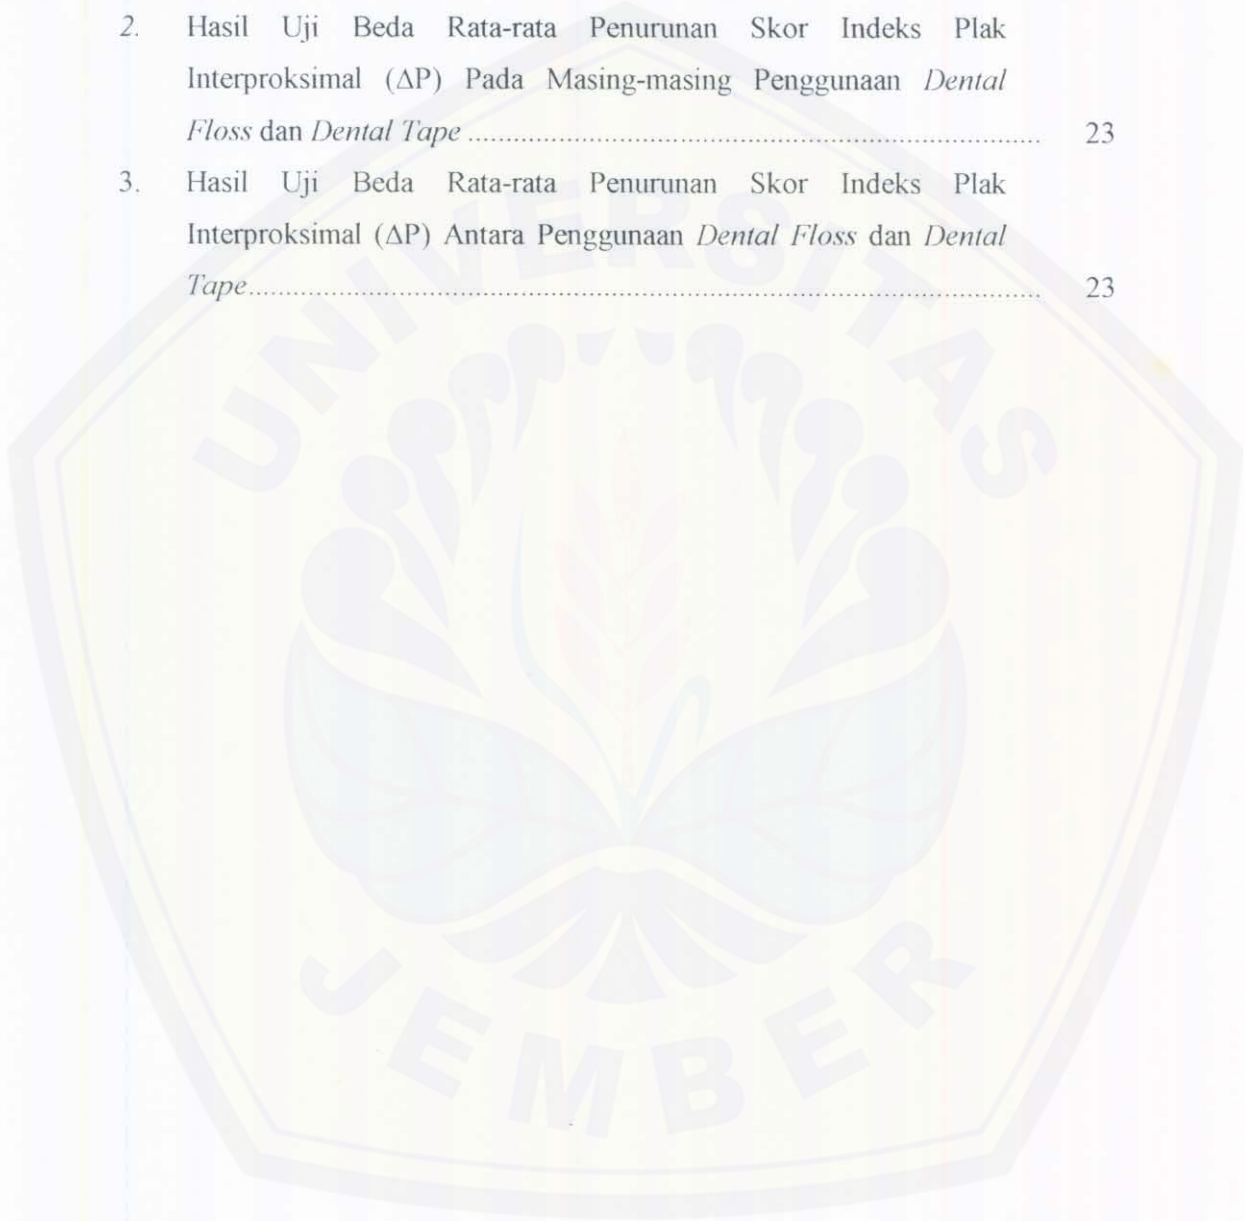 2. Hasil Uji Beda Rata-rata Penurunan Skor Indeks Plak
Interproksimal (ΔP) Pada Masing-masing Penggunaan Dental
Floss dan Dental Tape ............................................................................ 23
3. Hasil Uji Beda Rata-rata Penurunan Skor Indeks Plak
Interproksimal (ΔP) Antara Penggunaan Dental Floss dan Dental
Tape......................................................................................................... 23
UNIVERSITAS
JEMBER